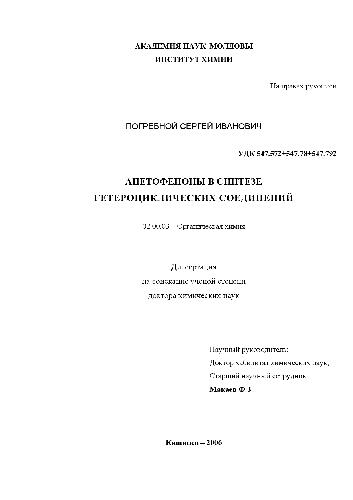 АКАДЕМИЯ НАУК МОЛДОВЫ
ИНСТИТУТ ХИМИИ
На правах рукописи
ПОГРЕБНОЙ СЕРГЕЙ ИВАНОВИЧ
УДК 547.572+547.78+547.792
АЦЕТОФЕНОНЫ В СИНТЕЗЕ
ГЕТЕРОЦИКЛИЧЕСКИХ СОЕДИНЕНИЙ
02.00.03 – Органическая химия
Диссертация
на соискание ученой степени
доктора химических наук
Научный руководитель:
Доктор хабилитат химических наук,
Старший научный сотрудник
Макаев Ф.З.
Кишинэу – 2006